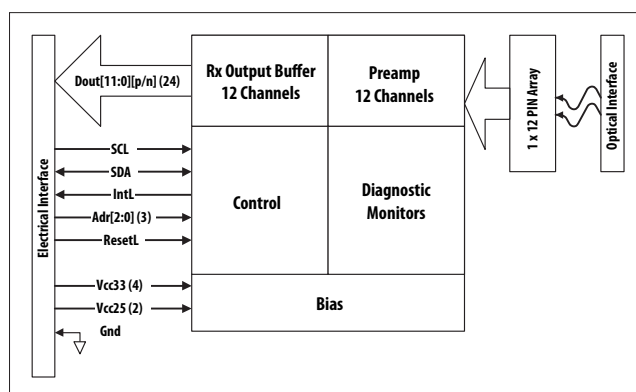 Electrical Interface
Dout[11:0][p/n] (24)
Rx Output Buffer
12 Channels
Preamp
12 Channels
1 x 12 PIN Array
Optical Interface
SCL
SDA
IntL
Adr[2:0] (3)
ResetL
Control
Diagnostic
Monitors
Vcc33 (4)
Vcc25 (2)
Gnd
Bias